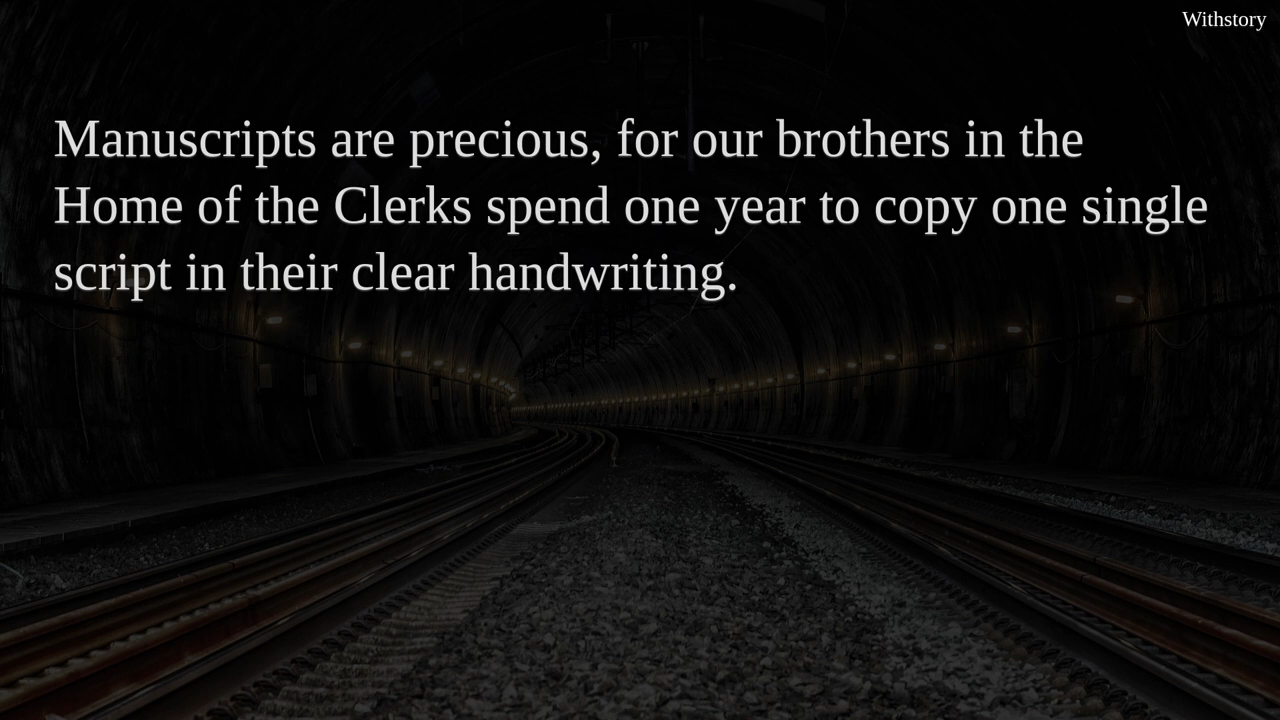 Withstory
Manuscripts are precious, for our brothers in the
Home of the Clerks spend one year to copy one single
script in their clear handwriting.